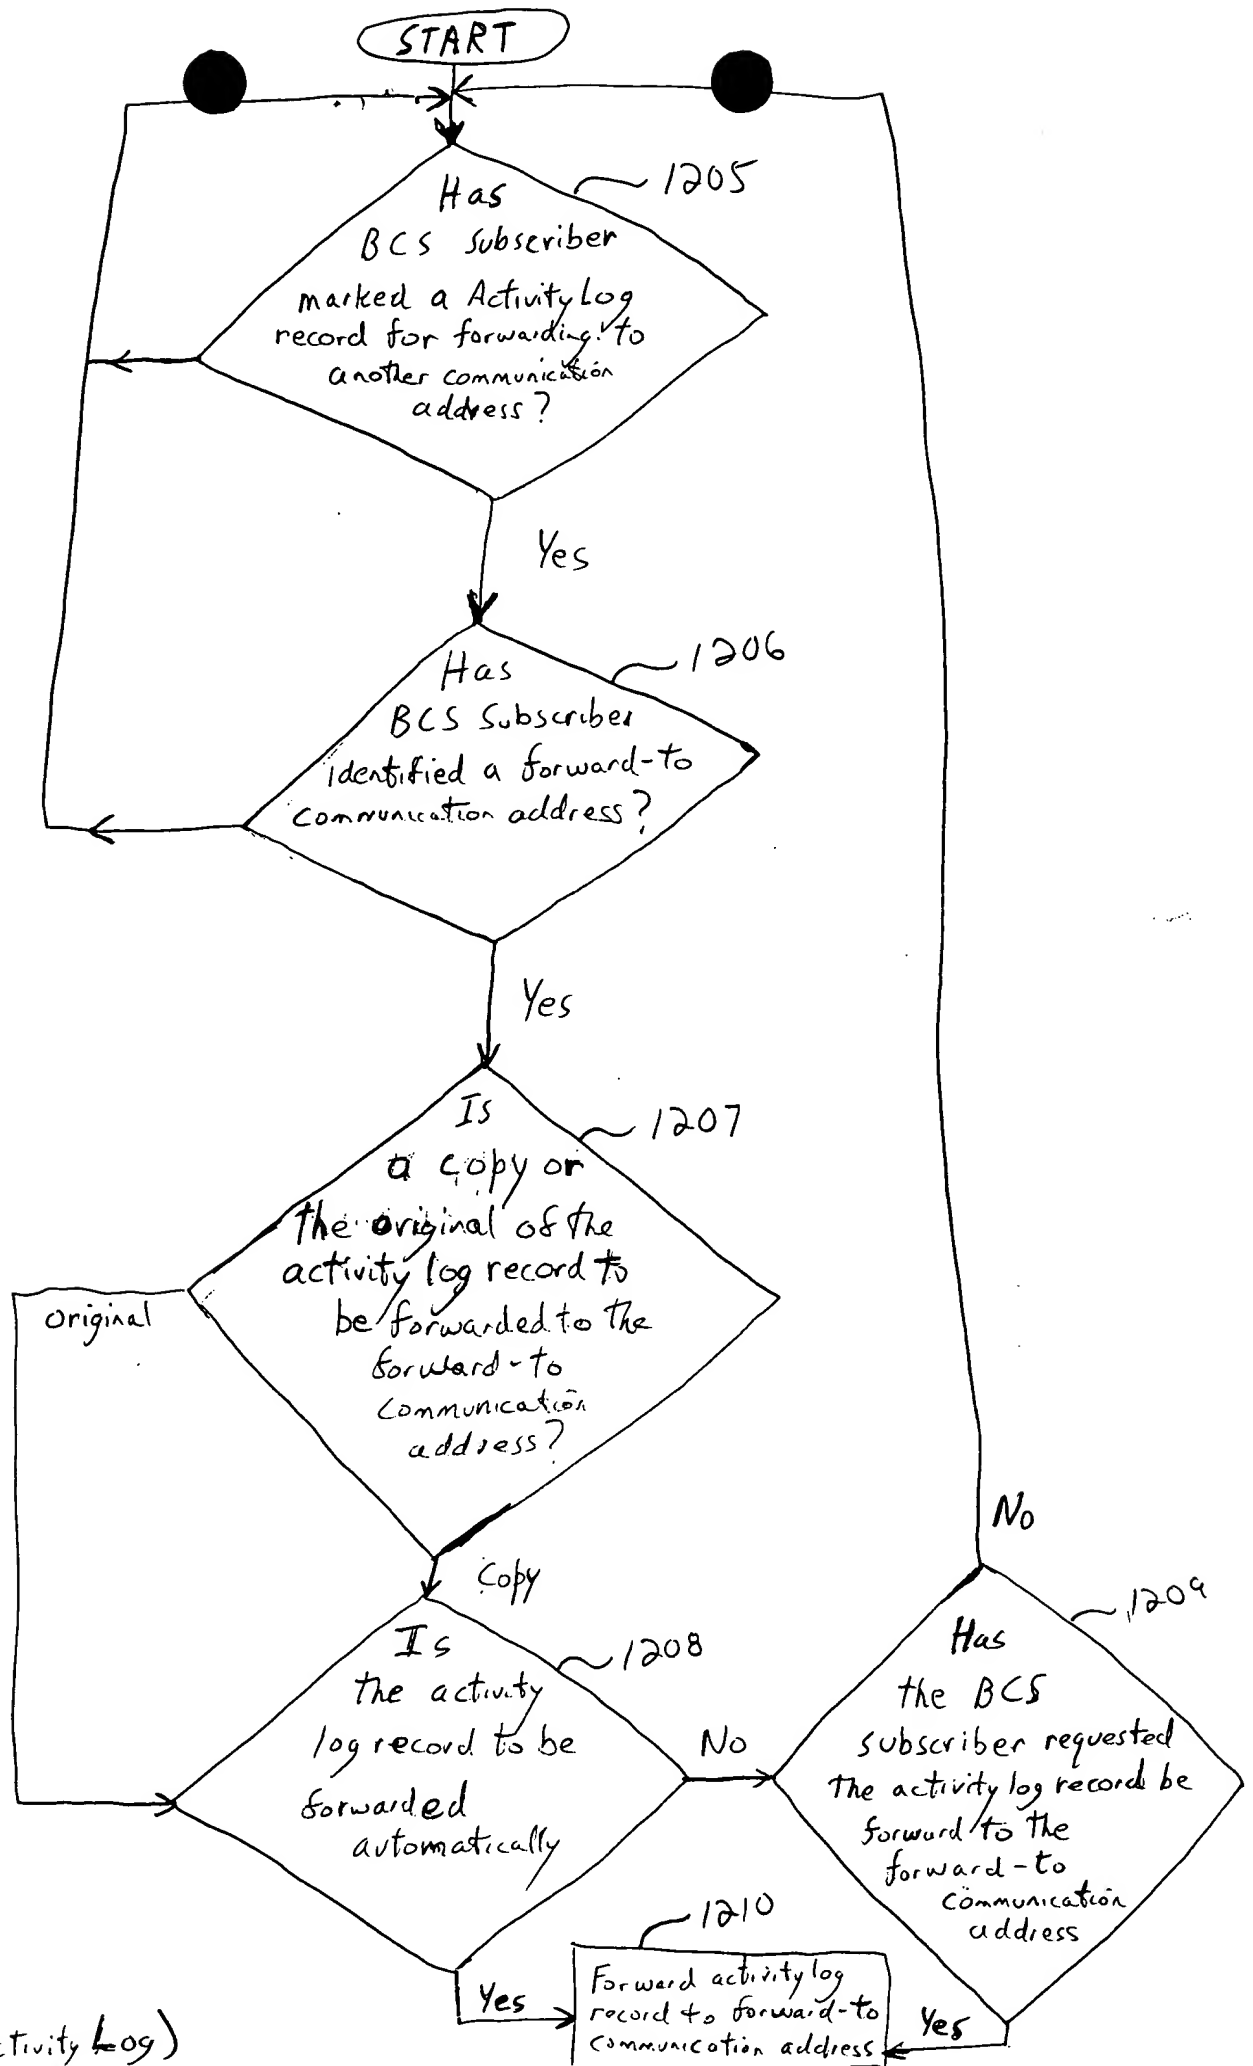 START
1205
Has
BCS Subscriber
marked a Activity Log
record for forwarding to
another communication
address?
Yes
1206
Has
BCS Subscriber
identified a forward-to
communication address?
Yes
1207
Is
a copy or
the original of the
activity log record to
be forwarded to the
forward-to
communication
address?
original
Copy
1208
Is
the activity
log record to be
forwarded
automatically
No
No
1209
Has
the BCS
subscriber requested
the activity log record be
forward to the
forward-to
communication
address
1210
Forward activity log
record to forward-to
communication address
Yes
Yes
ctivity Log)